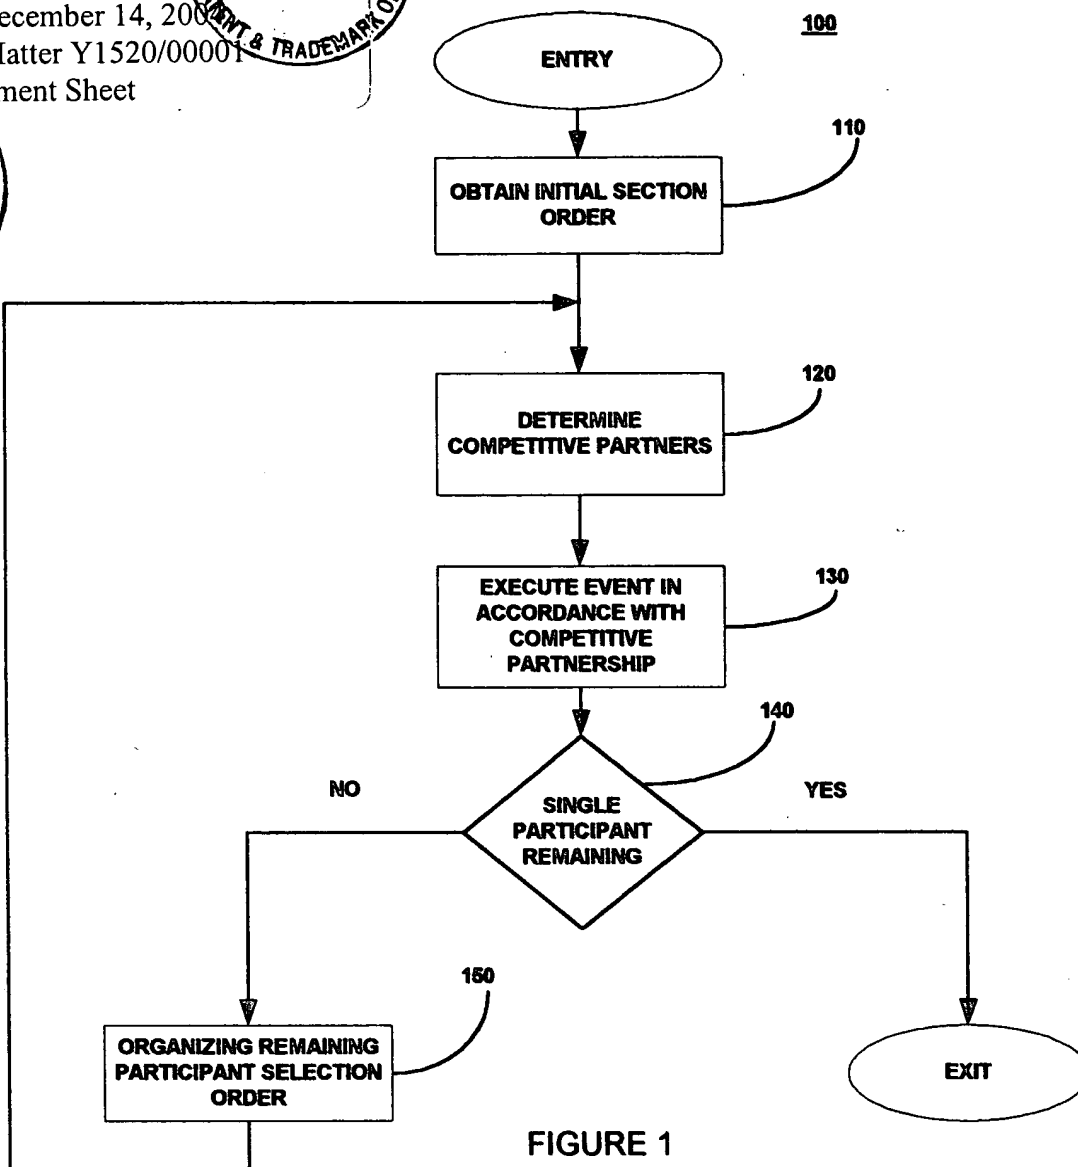 ecember 14, 200
Matter Y1520/00001
ment Sheet
& TRADEMARK
100
ENTRY
110
OBTAIN INITIAL SECTION
ORDER
120
DETERMINE
COMPETITIVE PARTNERS
130
EXECUTE EVENT IN
ACCORDANCE WITH
COMPETITIVE
PARTNERSHIP
140
NO
YES
SINGLE
PARTICIPANT
REMAINING
150
ORGANIZING REMAINING
PARTICIPANT SELECTION
ORDER
EXIT
FIGURE 1